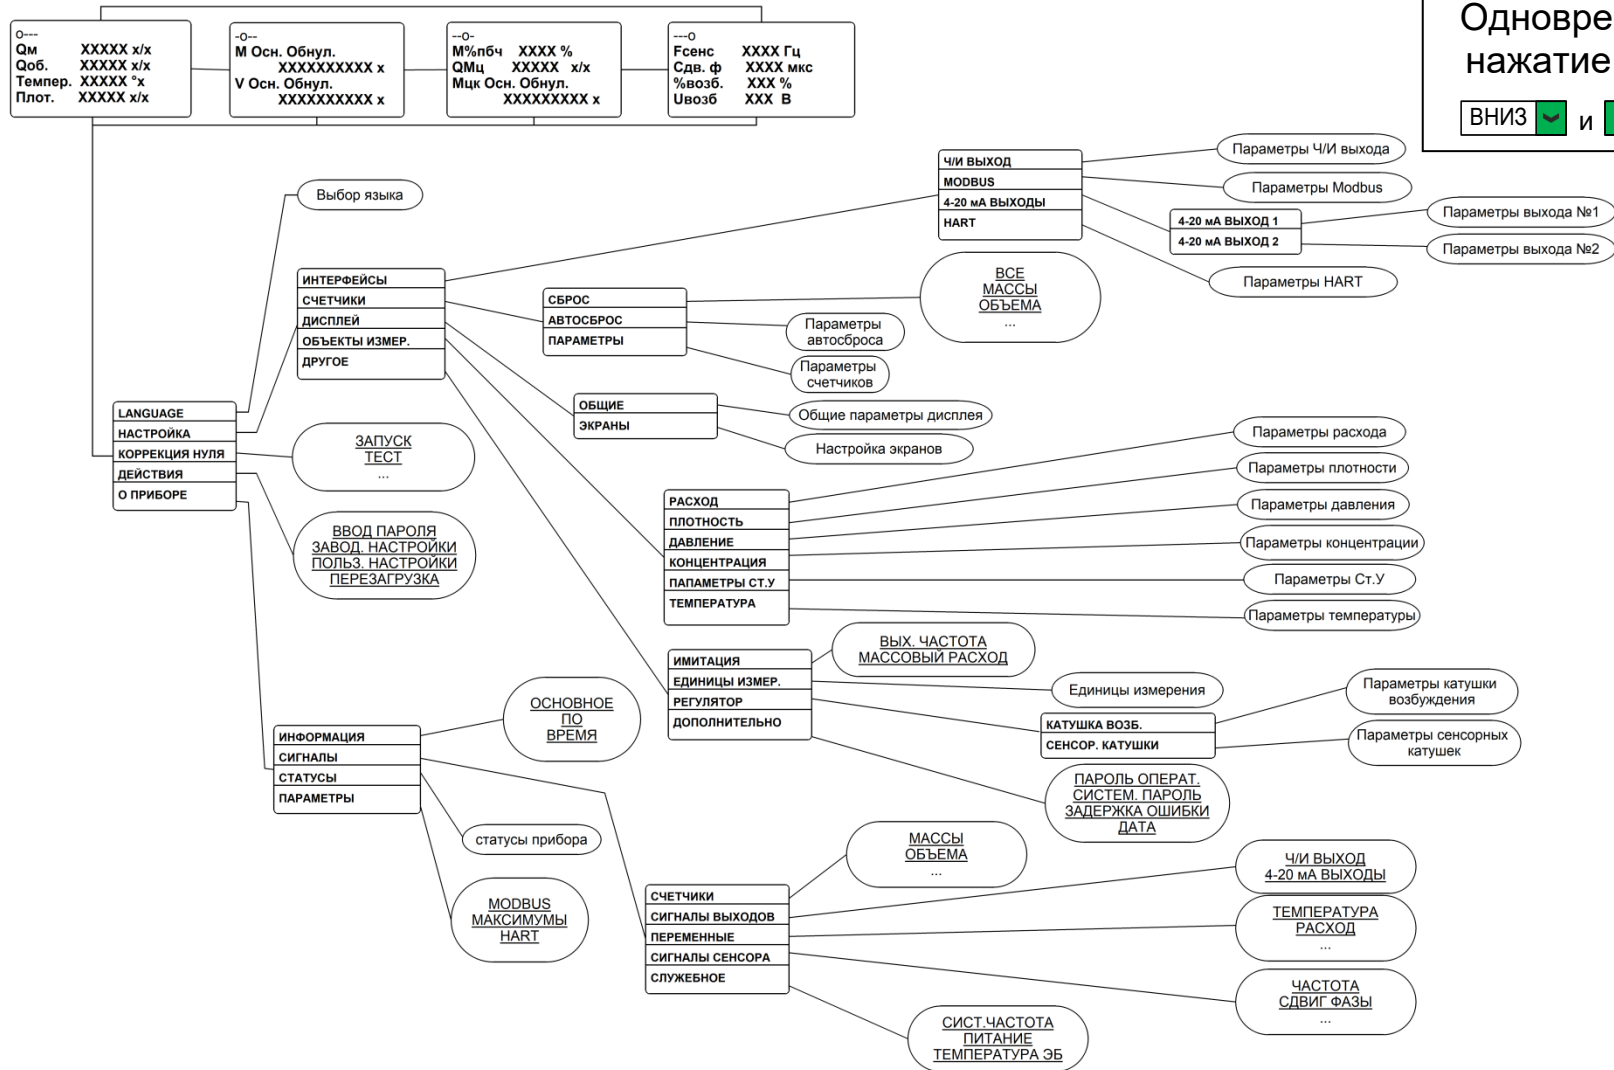 o---
Qм XXXXX x/x
Qоб. XXXXX x/x
Темпер. XXXXX °x
Плот. XXXXX x/x
-o--
М Осн. Обнул.
XXXXXXXXXX x
V Осн. Обнул.
XXXXXXXXXX x
--o-
М%пбч XXXX %
QМц XXXXX x/x
Мцк Осн. Обнул.
XXXXXXXXX x
---o
Fсенс XXXX Гц
Сдв. ф XXXX мкс
%возб. XXX %
Uвозб XXX В
Одновре
нажатие
ВНИЗ и
Выбор языка
Ч/И ВЫХОД
MODBUS
4-20 мА ВЫХОДЫ
HART
Параметры Ч/И выхода
Параметры Modbus
4-20 мА ВЫХОД 1
4-20 мА ВЫХОД 2
Параметры выхода №1
Параметры выхода №2
Параметры HART
ИНТЕРФЕЙСЫ
СЧЕТЧИКИ
ДИСПЛЕЙ
ОБЪЕКТЫ ИЗМЕР.
ДРУГОЕ
СБРОС
АВТОСБРОС
ПАРАМЕТРЫ
ВСЕ
МАССЫ
ОБЪЕМА
...
Параметры
автосброса
Параметры
счетчиков
LANGUAGE
НАСТРОЙКА
КОРРЕКЦИЯ НУЛЯ
ДЕЙСТВИЯ
О ПРИБОРЕ
ЗАПУСК
ТЕСТ
...
ВВОД ПАРОЛЯ
ЗАВОД. НАСТРОЙКИ
ПОЛЬЗ. НАСТРОЙКИ
ПЕРЕЗАГРУЗКА
ОБЩИЕ
ЭКРАНЫ
Общие параметры дисплея
Настройка экранов
РАСХОД
ПЛОТНОСТЬ
ДАВЛЕНИЕ
КОНЦЕНТРАЦИЯ
ПАПАМЕТРЫ СТ.У
ТЕМПЕРАТУРА
Параметры расхода
Параметры плотности
Параметры давления
Параметры концентрации
Параметры Ст.У
Параметры температуры
ИМИТАЦИЯ
ЕДИНИЦЫ ИЗМЕР.
РЕГУЛЯТОР
ДОПОЛНИТЕЛЬНО
ВЫХ. ЧАСТОТА
МАССОВЫЙ РАСХОД
Единицы измерения
КАТУШКА ВОЗБ.
СЕНСОР. КАТУШКИ
Параметры катушки
возбуждения
Параметры сенсорных
катушек
ПАРОЛЬ ОПЕРАТ.
СИСТЕМ. ПАРОЛЬ
ЗАДЕРЖКА ОШИБКИ
ДАТА
ИНФОРМАЦИЯ
СИГНАЛЫ
СТАТУСЫ
ПАРАМЕТРЫ
ОСНОВНОЕ
ПО
ВРЕМЯ
статусы прибора
MODBUS
МАКСИМУМЫ
HART
СЧЕТЧИКИ
СИГНАЛЫ ВЫХОДОВ
ПЕРЕМЕННЫЕ
СИГНАЛЫ СЕНСОРА
СЛУЖЕБНОЕ
МАССЫ
ОБЪЕМА
...
Ч/И ВЫХОД
4-20 мА ВЫХОДЫ
ТЕМПЕРАТУРА
РАСХОД
...
ЧАСТОТА
СДВИГ ФАЗЫ
...
СИСТ.ЧАСТОТА
ПИТАНИЕ
ТЕМПЕРАТУРА ЭБ